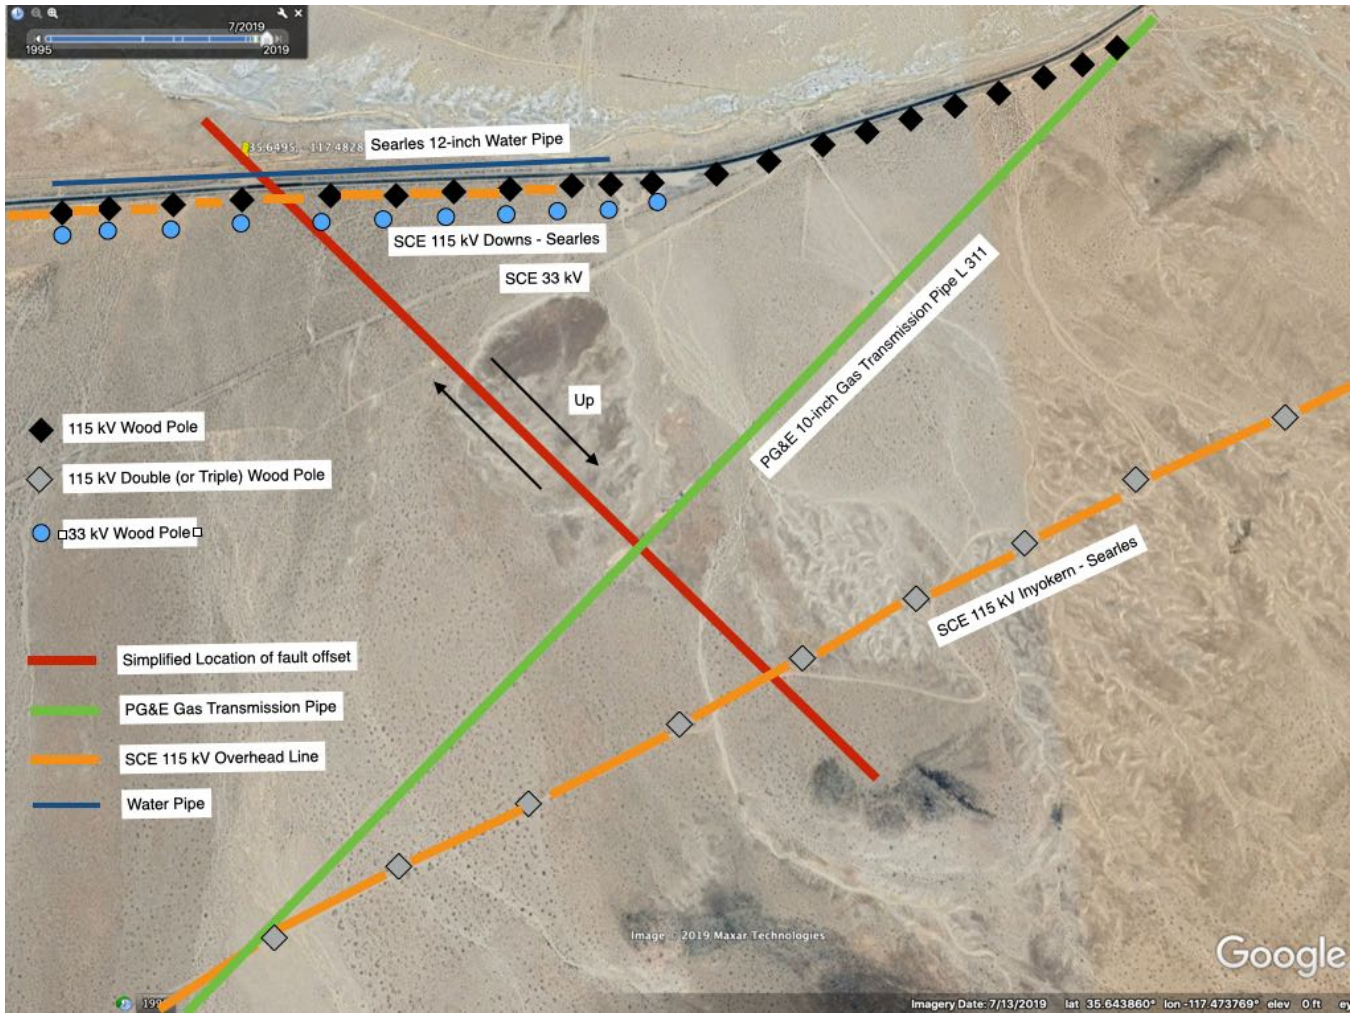 7/2019
1995
2019
Searles 12-inch Water Pipe
35.6495, -117.4828
SCE 115 kV Downs - Searles
SCE 33 kV
PG&E 10-inch Gas Transmission Pipe L 311
Up
115 kV Wood Pole
115 kV Double (or Triple) Wood Pole
33 kV Wood Pole
SCE 115 kV Inyokern - Searles
Simplified Location of fault offset
PG&E Gas Transmission Pipe
SCE 115 kV Overhead Line
Water Pipe
Image © 2019 Maxar Technologies
Google
Imagery Date: 7/13/2019 lat 35.643860° lon -117.473769° elev 0 ft